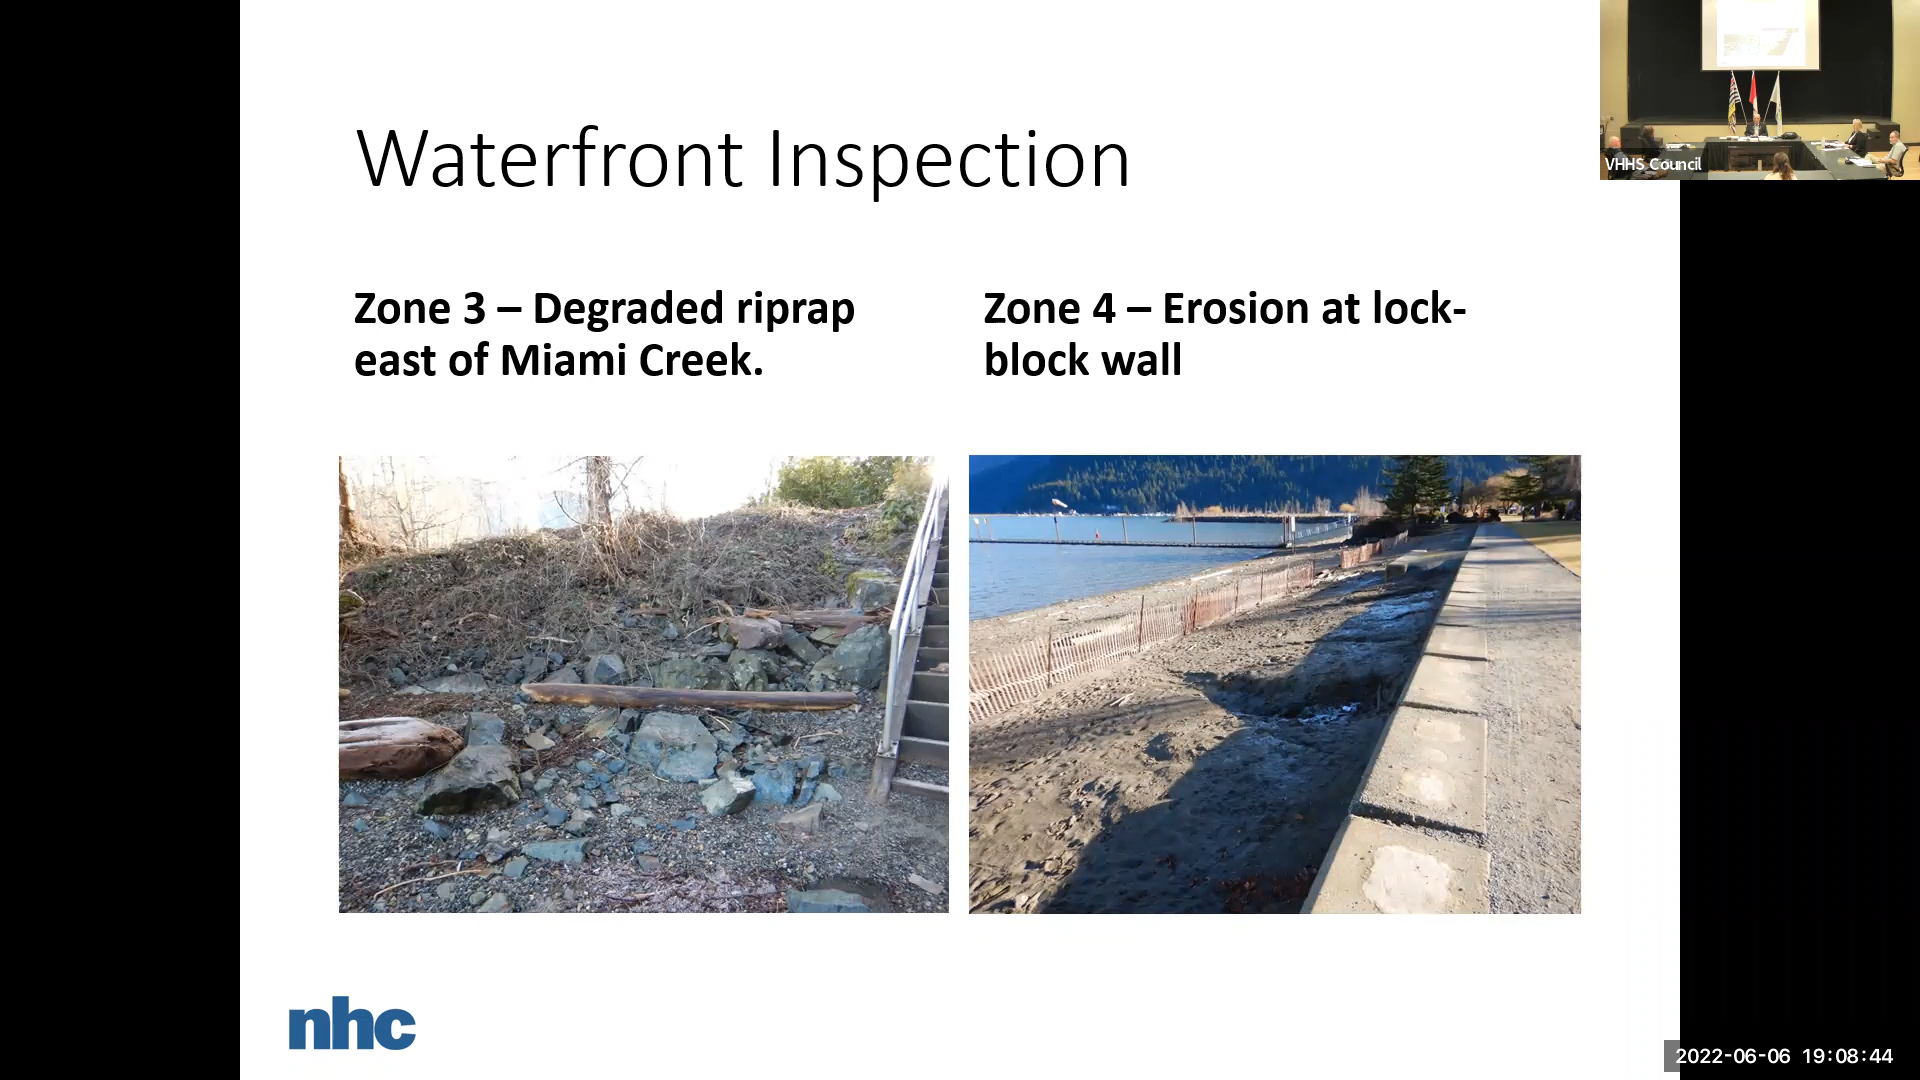 Waterfront Inspection
VHHS Council
Zone 3 – Degraded riprap
east of Miami Creek.
Zone 4 – Erosion at lock-
block wall
nhc
2022-06-06 19:08:44